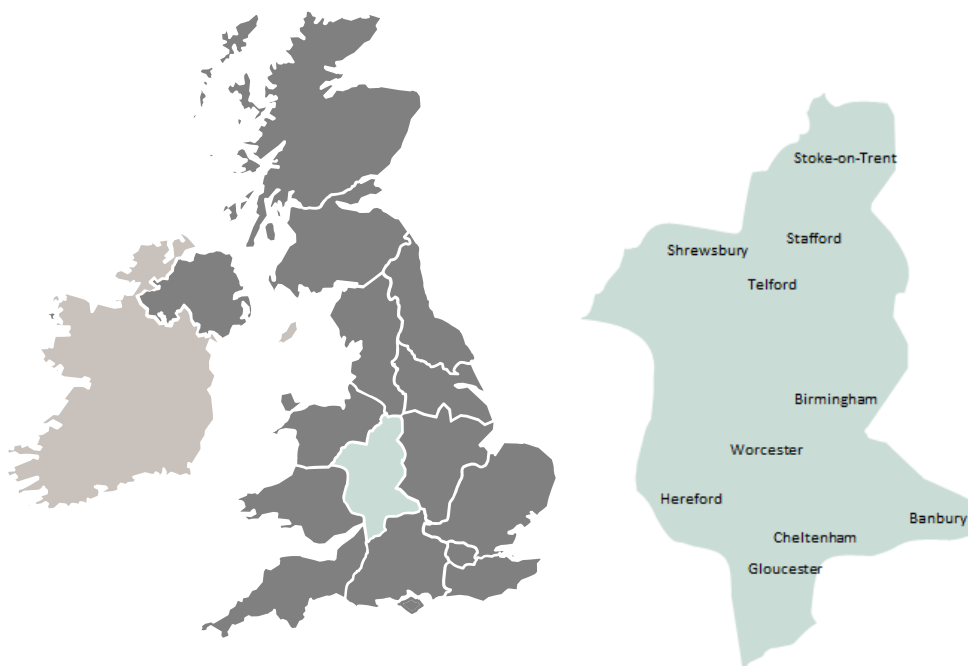 Stoke-on-Trent
Stafford
Shrewsbury
Telford
Birmingham
Worcester
Hereford
Banbury
Cheltenham
Gloucester